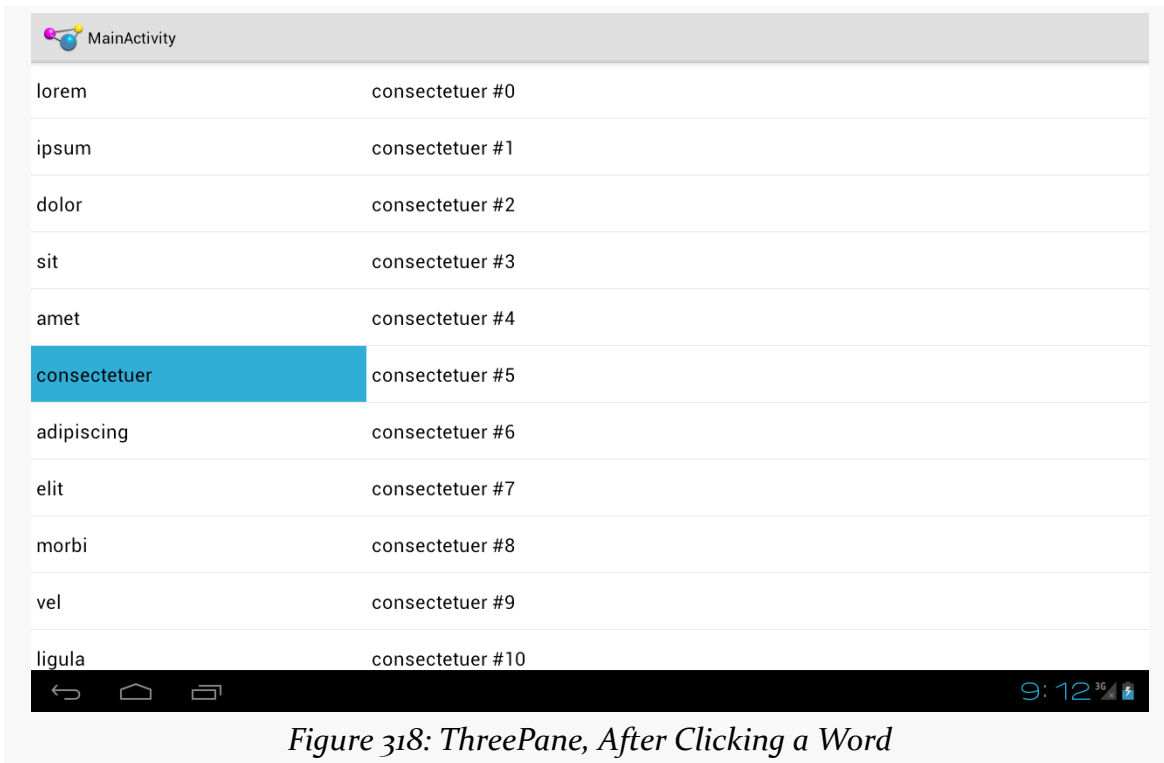 MainActivity
lorem consectetuer #0
ipsum consectetuer #1
dolor consectetuer #2
sit consectetuer #3
amet consectetuer #4
consectetuer consectetuer #5
adipiscing consectetuer #6
elit consectetuer #7
morbi consectetuer #8
vel consectetuer #9
ligula consectetuer #10
9:12 3G
Figure 318: ThreePane, After Clicking a Word